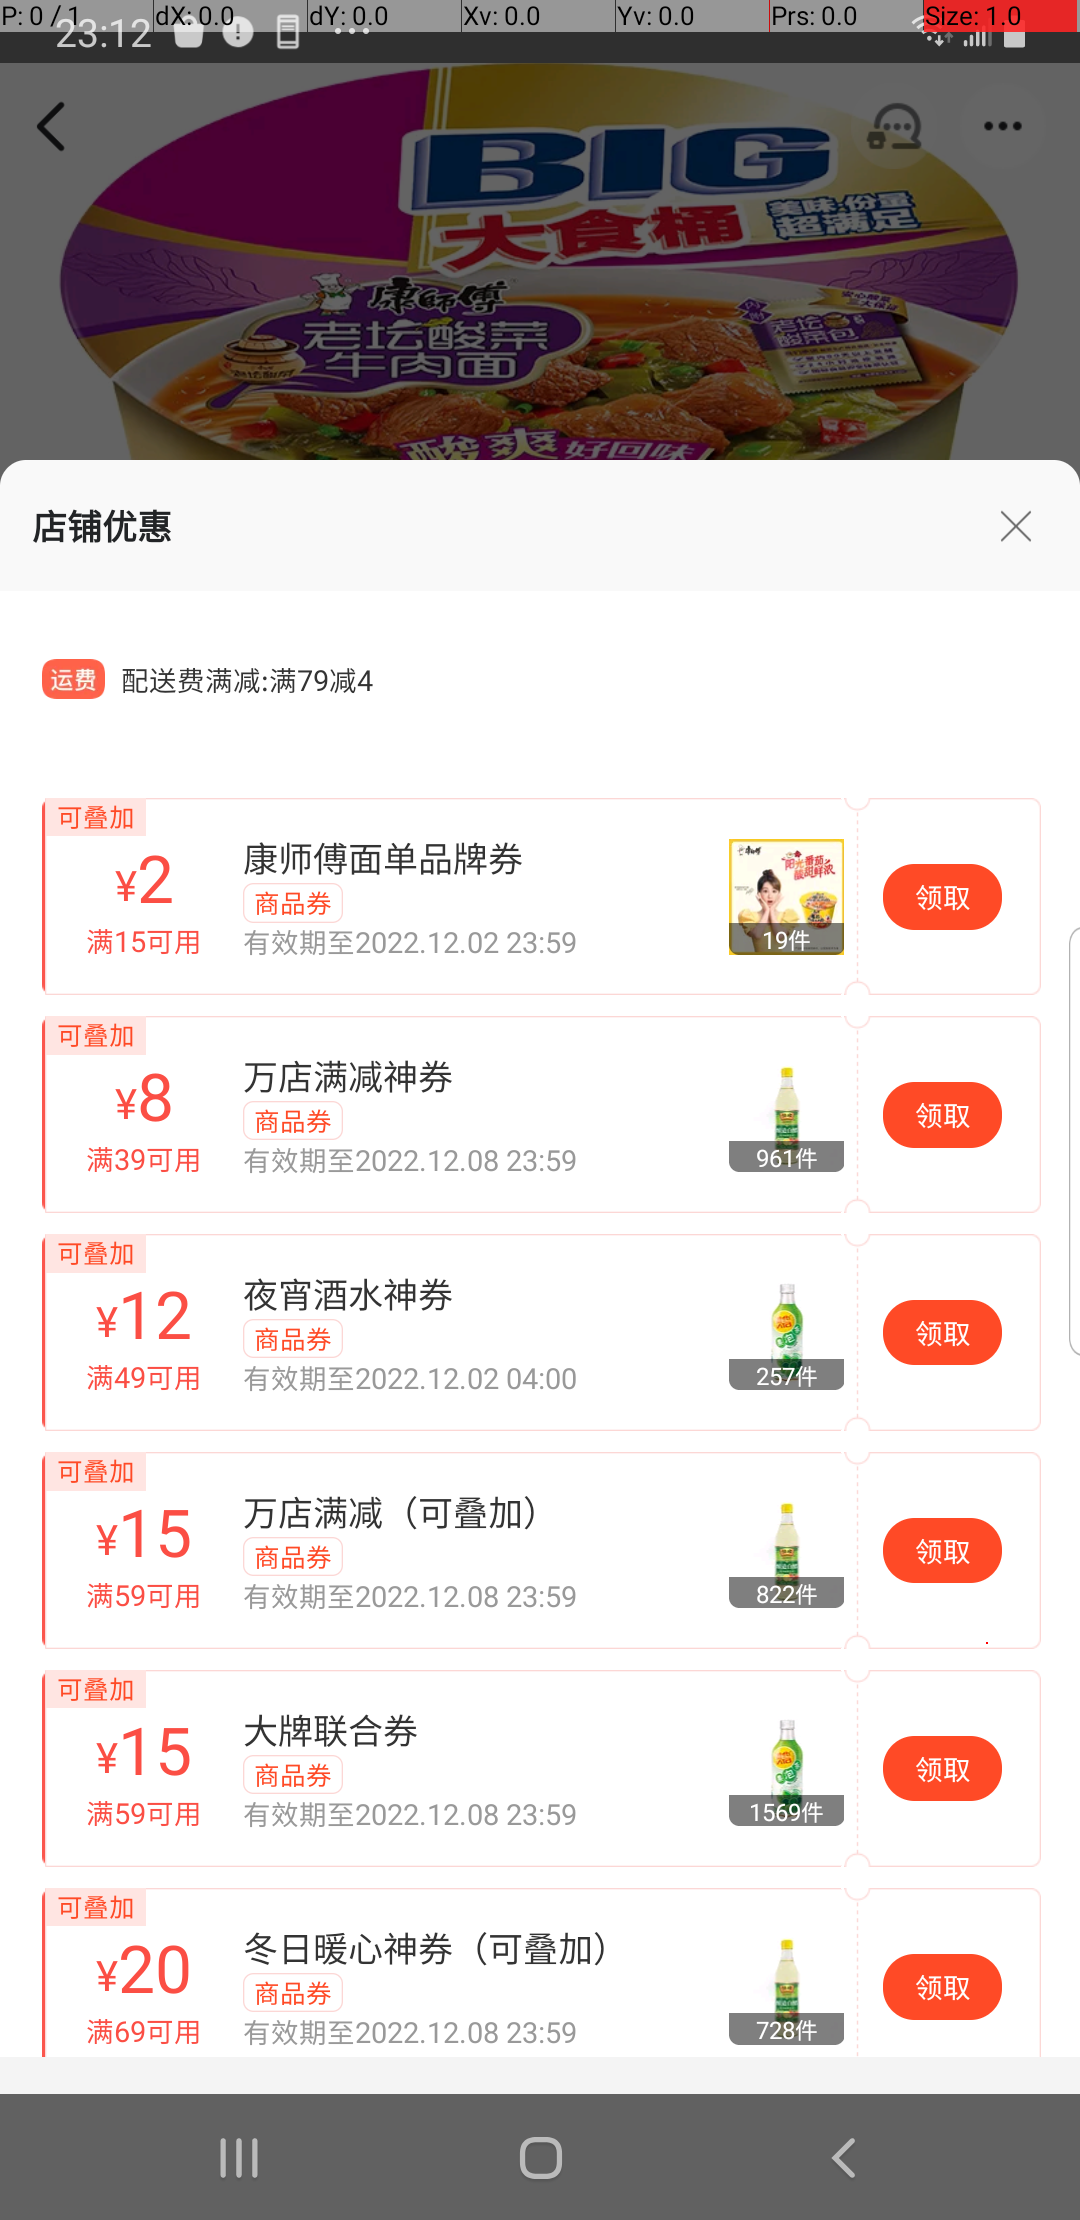 P: 0 / 1 dX: 0.0 dY: 0.0 Xv: 0.0 Yv: 0.0 Prs: 0.0 Size: 1.0
23:12
BIG
大食桶
美味·份量
超满足
康师傅
老坛酸菜
牛肉面
老坛
酸菜包
酸爽好回味!
店铺优惠
运费 配送费满减:满79减4
可叠加
¥2
满15可用
康师傅面单品牌券
商品券
有效期至2022.12.02 23:59
阳光番茄
酸甜鲜浓
19件
领取
可叠加
¥8
满39可用
万店满减神券
商品券
有效期至2022.12.08 23:59
961件
领取
可叠加
¥12
满49可用
夜宵酒水神券
商品券
有效期至2022.12.02 04:00
257件
领取
可叠加
¥15
满59可用
万店满减（可叠加）
商品券
有效期至2022.12.08 23:59
822件
领取
可叠加
¥15
满59可用
大牌联合券
商品券
有效期至2022.12.08 23:59
1569件
领取
可叠加
¥20
满69可用
冬日暖心神券（可叠加）
商品券
有效期至2022.12.08 23:59
728件
领取